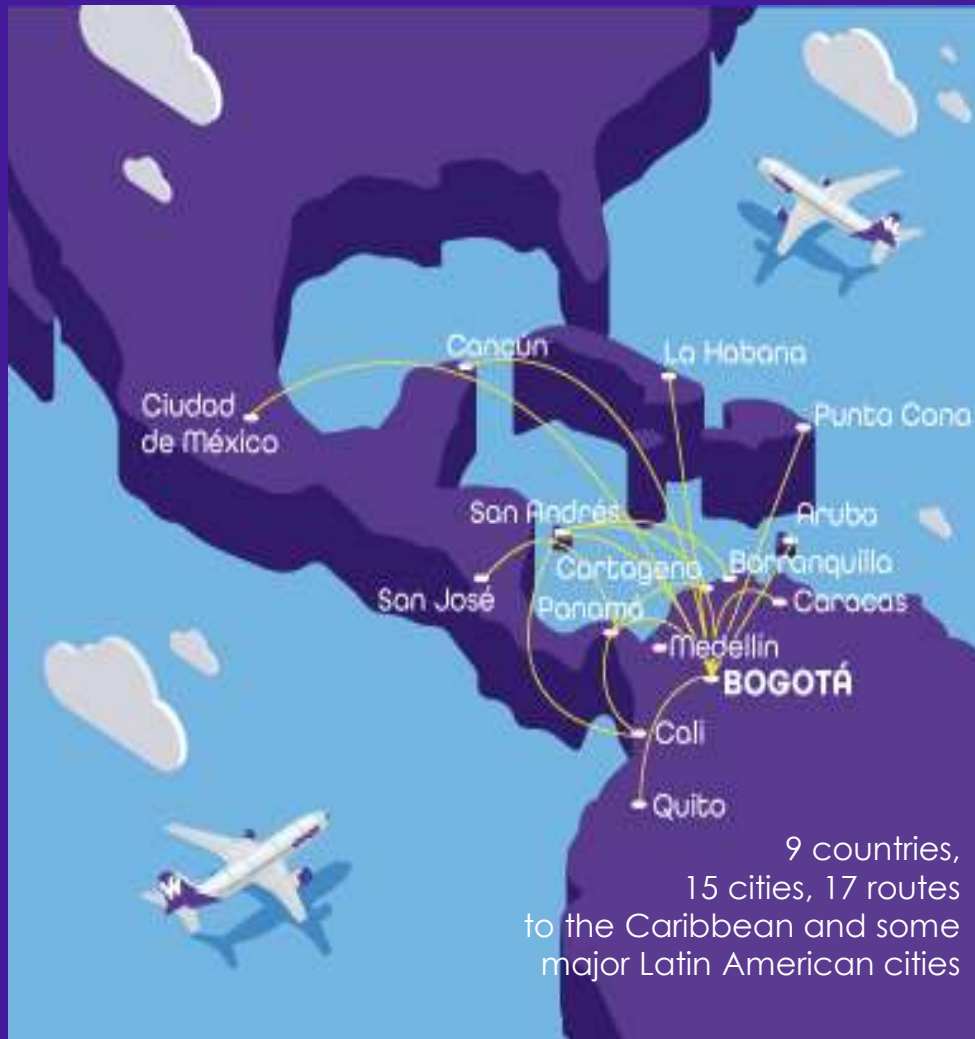 Cancún
La Habana
Ciudad
de México
Punta Cana
San Andrés
Aruba
Cartagena
Barranquilla
San José
Panamá
Caracas
Medellín
BOGOTÁ
Cali
Quito
9 countries,
15 cities, 17 routes
to the Caribbean and some
major Latin American cities